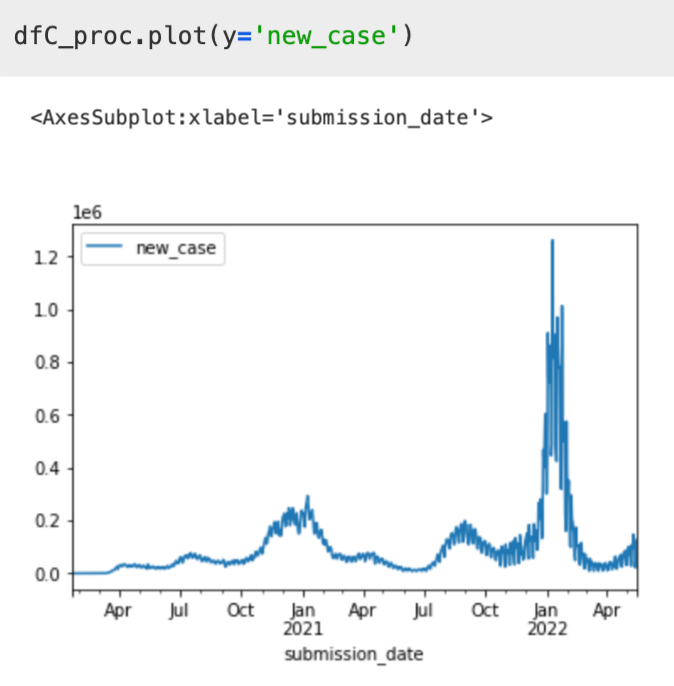 dfC_proc.plot(y='new_case')
<AxesSubplot:xlabel='submission_date'>
1e6
new_case
1.2
1.0
0.8
0.6
0.4
0.2
0.0
Apr Jul Oct Jan Apr Jul Oct Jan Apr
2021 2022
submission_date